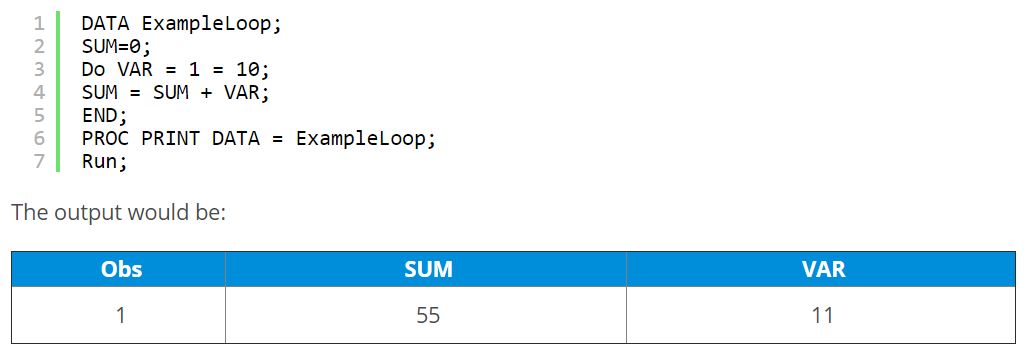 1 DATA ExampleLoop;
2 SUM=0;
3 Do VAR = 1 = 10;
4 SUM = SUM + VAR;
5 END;
6 PROC PRINT DATA = ExampleLoop;
7 Run;
The output would be:
Obs SUM VAR
1 55 11